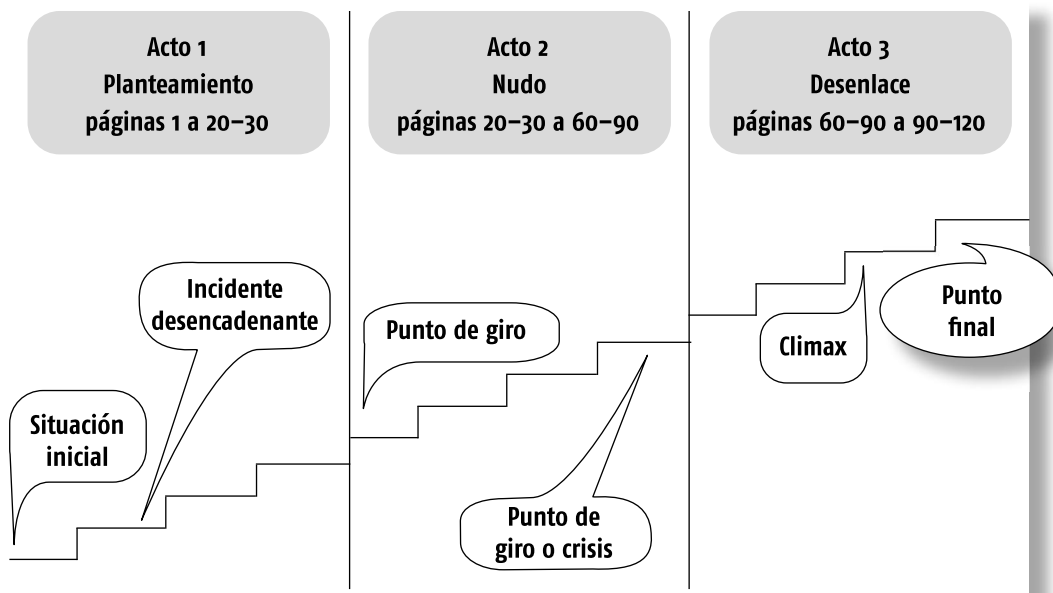 Acto 1
Planteamiento
páginas 1 a 20–30
Acto 2
Nudo
páginas 20–30 a 60–90
Acto 3
Desenlace
páginas 60–90 a 90–120
Situación
inicial
Incidente
desencadenante
Punto de giro
Punto de
giro o crisis
Climax
Punto
final